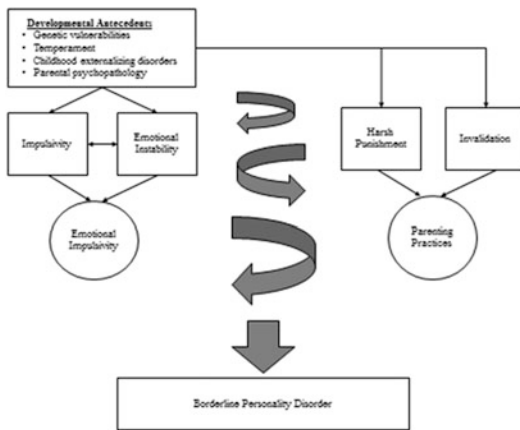 Developmental Antecedents
• Genetic vulnerabilities
• Temperament
• Childhood externalizing disorders
• Parental psychopathology
Impulsivity
Emotional
Instability
Harsh
Punishment
Invalidation
Emotional
Impulsivity
Parenting
Practices
Borderline Personality Disorder